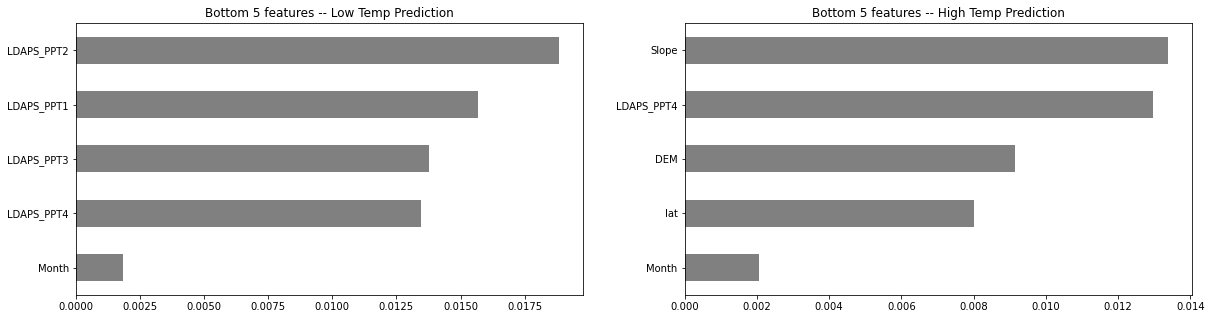 Bottom 5 features -- Low Temp Prediction
LDAPS_PPT2
LDAPS_PPT1
LDAPS_PPT3
LDAPS_PPT4
Month
0.0000 0.0025 0.0050 0.0075 0.0100 0.0125 0.0150 0.0175
Bottom 5 features -- High Temp Prediction
Slope
LDAPS_PPT4
DEM
lat
Month
0.000 0.002 0.004 0.006 0.008 0.010 0.012 0.014